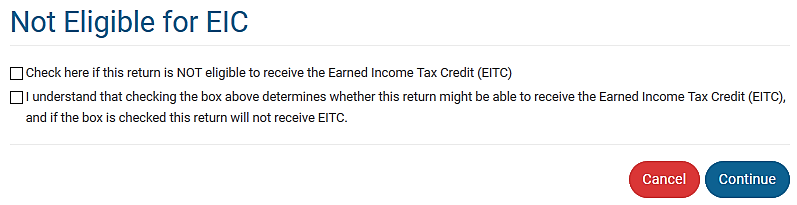 Not Eligible for EIC
Check here if this return is NOT eligible to receive the Earned Income Tax Credit (EITC)
I understand that checking the box above determines whether this return might be able to receive the Earned Income Tax Credit (EITC),
and if the box is checked this return will not receive EITC.
Cancel Continue